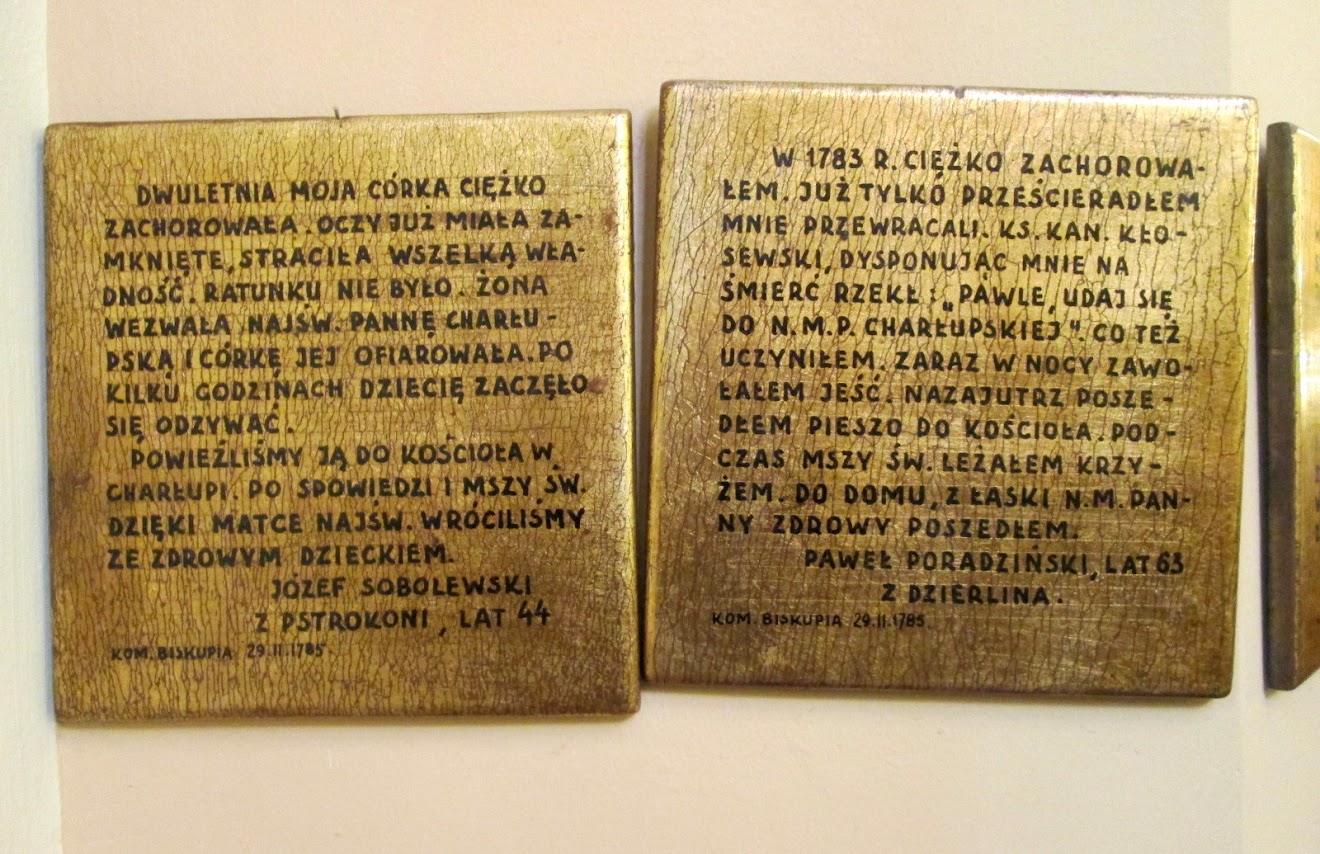 DWULETNIA MOJA CÓRKA CIĘŻKO
ZACHOROWAŁA. OCZY JUŻ MIAŁA ZA-
MKNIĘTE, STRACIŁA WSZELKĄ WŁA-
DNOŚĆ. RATUNKU NIE BYŁO. ŻONA
WEZWAŁA NAJŚW. PANNĘ CHARŁU-
PSKĄ I CÓRKĘ JEJ OFIAROWAŁA. PO
KILKU GODZINACH DZIECIĘ ZACZĘŁO
SIĘ ODZYWAĆ.
POWIEŹLIŚMY JĄ DO KOŚCIOŁA W
CHARŁUPI. PO SPOWIEDZI I MSZY ŚW.
DZIĘKI MATCE NAJŚW. WRÓCILIŚMY
ZE ZDROWYM DZIECKIEM.
JÓZEF SOBOLEWSKI
Z PSTROKONI, LAT 44
KOM. BISKUPIA 29.II.1785.
W 1783 R. CIĘŻKO ZACHOROWA-
ŁEM. JUŻ TYLKO PRZEŚCIERADŁEM
MNIE PRZEWRACALI. KS. KAN. KŁO-
SEWSKI, DYSPONUJĄC MNIE NA
ŚMIERĆ RZEKŁ: „PAWLE, UDAJ SIĘ
DO N.M.P. CHARŁUPSKIEJ". CO TEŻ
UCZYNIŁEM. ZARAZ W NOCY ZAWO-
ŁAŁEM JEŚĆ. NAZAJUTRZ POSZE-
DŁEM PIESZO DO KOŚCIOŁA. POD-
CZAS MSZY ŚW. LEŻAŁEM KRZY-
ŻEM. DO DOMU, Z ŁASKI N.M. PAN-
NY ZDROWY POSZEDŁEM.
PAWEŁ PORADZIŃSKI, LAT 63
Z DZIERLINA.
KOM. BISKUPIA 29.II.1785.